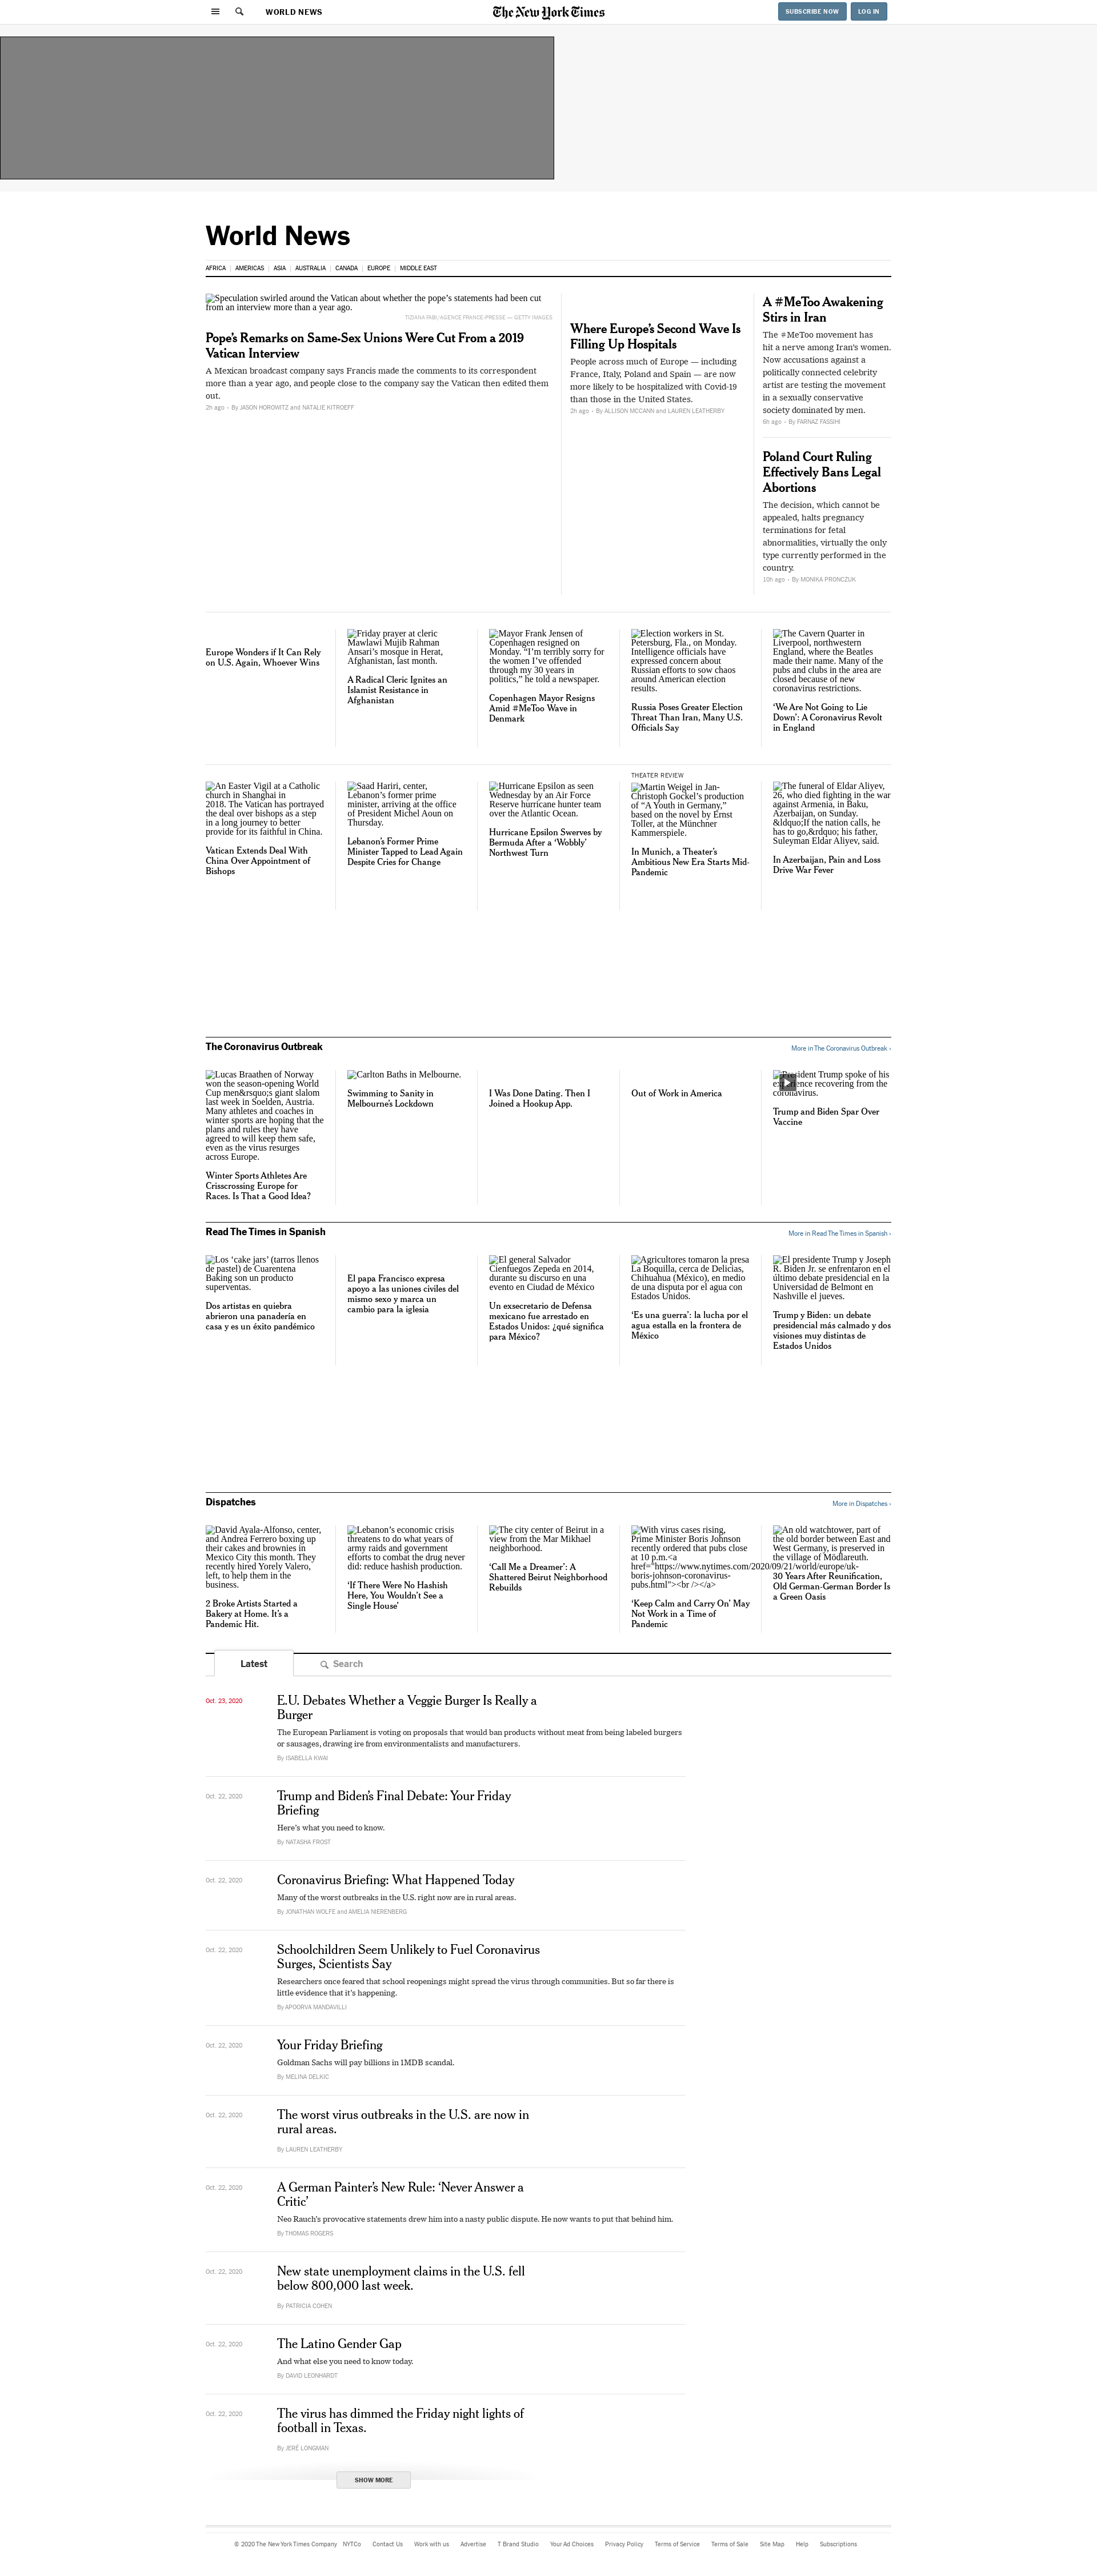 WORLD NEWS
The New York Times
SUBSCRIBE NOW
LOG IN
World News
AFRICA
AMERICAS
ASIA
AUSTRALIA
CANADA
EUROPE
MIDDLE EAST
Speculation swirled around the Vatican about whether the pope’s statements had been cut
from an interview more than a year ago.
TIZIANA FABI/AGENCE FRANCE-PRESSE — GETTY IMAGES
Pope’s Remarks on Same-Sex Unions Were Cut From a 2019
Vatican Interview
A Mexican broadcast company says Francis made the comments to its correspondent
more than a year ago, and people close to the company say the Vatican then edited them
out.
2h ago • By JASON HOROWITZ and NATALIE KITROEFF
Where Europe’s Second Wave Is
Filling Up Hospitals
People across much of Europe — including
France, Italy, Poland and Spain — are now
more likely to be hospitalized with Covid-19
than those in the United States.
2h ago • By ALLISON MCCANN and LAUREN LEATHERBY
A #MeToo Awakening
Stirs in Iran
The #MeToo movement has
hit a nerve among Iran’s women.
Now accusations against a
politically connected celebrity
artist are testing the movement
in a sexually conservative
society dominated by men.
6h ago • By FARNAZ FASSIHI
Poland Court Ruling
Effectively Bans Legal
Abortions
The decision, which cannot be
appealed, halts pregnancy
terminations for fetal
abnormalities, virtually the only
type currently performed in the
country.
10h ago • By MONIKA PRONCZUK
Europe Wonders if It Can Rely
on U.S. Again, Whoever Wins
Friday prayer at cleric
Mawlawi Mujib Rahman
Ansari’s mosque in Herat,
Afghanistan, last month.
A Radical Cleric Ignites an
Islamist Resistance in
Afghanistan
Mayor Frank Jensen of
Copenhagen resigned on
Monday. “I’m terribly sorry for
the women I’ve offended
through my 30 years in
politics,” he told a newspaper.
Copenhagen Mayor Resigns
Amid #MeToo Wave in
Denmark
Election workers in St.
Petersburg, Fla., on Monday.
Intelligence officials have
expressed concern about
Russian efforts to sow chaos
around American election
results.
Russia Poses Greater Election
Threat Than Iran, Many U.S.
Officials Say
The Cavern Quarter in
Liverpool, northwestern
England, where the Beatles
made their name. Many of the
pubs and clubs in the area are
closed because of new
coronavirus restrictions.
‘We Are Not Going to Lie
Down’: A Coronavirus Revolt
in England
An Easter Vigil at a Catholic
church in Shanghai in
2018. The Vatican has portrayed
the deal over bishops as a step
in a long journey to better
provide for its faithful in China.
Vatican Extends Deal With
China Over Appointment of
Bishops
Saad Hariri, center,
Lebanon’s former prime
minister, arriving at the office
of President Michel Aoun on
Thursday.
Lebanon’s Former Prime
Minister Tapped to Lead Again
Despite Cries for Change
Hurricane Epsilon as seen
Wednesday by an Air Force
Reserve hurricane hunter team
over the Atlantic Ocean.
Hurricane Epsilon Swerves by
Bermuda After a ‘Wobbly’
Northwest Turn
THEATER REVIEW
Martin Weigel in Jan-
Christoph Gockel’s production
of “A Youth in Germany,”
based on the novel by Ernst
Toller, at the Münchner
Kammerspiele.
In Munich, a Theater’s
Ambitious New Era Starts Mid-
Pandemic
The funeral of Eldar Aliyev,
26, who died fighting in the war
against Armenia, in Baku,
Azerbaijan, on Sunday.
&ldquo;If the nation calls, he
has to go,&rdquo; his father,
Suleyman Eldar Aliyev, said.
In Azerbaijan, Pain and Loss
Drive War Fever
The Coronavirus Outbreak
More in The Coronavirus Outbreak ›
Lucas Braathen of Norway
won the season-opening World
Cup men&rsquo;s giant slalom
last week in Soelden, Austria.
Many athletes and coaches in
winter sports are hoping that the
plans and rules they have
agreed to will keep them safe,
even as the virus resurges
across Europe.
Winter Sports Athletes Are
Crisscrossing Europe for
Races. Is That a Good Idea?
Carlton Baths in Melbourne.
Swimming to Sanity in
Melbourne’s Lockdown
I Was Done Dating. Then I
Joined a Hookup App.
Out of Work in America
President Trump spoke of his
experience recovering from the
coronavirus.
Trump and Biden Spar Over
Vaccine
Read The Times in Spanish
More in Read The Times in Spanish ›
Los ‘cake jars’ (tarros llenos
de pastel) de Cuarentena
Baking son un producto
superventas.
Dos artistas en quiebra
abrieron una panadería en
casa y es un éxito pandémico
El papa Francisco expresa
apoyo a las uniones civiles del
mismo sexo y marca un
cambio para la iglesia
El general Salvador
Cienfuegos Zepeda en 2014,
durante su discurso en una
evento en Ciudad de México
Un exsecretario de Defensa
mexicano fue arrestado en
Estados Unidos: ¿qué significa
para México?
Agricultores tomaron la presa
La Boquilla, cerca de Delicias,
Chihuahua (México), en medio
de una disputa por el agua con
Estados Unidos.
‘Es una guerra’: la lucha por el
agua estalla en la frontera de
México
El presidente Trump y Joseph
R. Biden Jr. se enfrentaron en el
último debate presidencial en la
Universidad de Belmont en
Nashville el jueves.
Trump y Biden: un debate
presidencial más calmado y dos
visiones muy distintas de
Estados Unidos
Dispatches
More in Dispatches ›
David Ayala-Alfonso, center,
and Andrea Ferrero boxing up
their cakes and brownies in
Mexico City this month. They
recently hired Yorely Valero,
left, to help them in the
business.
2 Broke Artists Started a
Bakery at Home. It’s a
Pandemic Hit.
Lebanon’s economic crisis
threatens to do what years of
army raids and government
efforts to combat the drug never
did: reduce hashish production.
‘If There Were No Hashish
Here, You Wouldn’t See a
Single House’
The city center of Beirut in a
view from the Mar Mikhael
neighborhood.
‘Call Me a Dreamer’: A
Shattered Beirut Neighborhood
Rebuilds
With virus cases rising,
Prime Minister Boris Johnson
recently ordered that pubs close
at 10 p.m.<a
href="https://www.nytimes.com/2020/09/21/world/europe/uk-
boris-johnson-coronavirus-
pubs.html"><br /></a>
‘Keep Calm and Carry On’ May
Not Work in a Time of
Pandemic
An old watchtower, part of
the old border between East and
West Germany, is preserved in
the village of Mödlareuth.
30 Years After Reunification,
Old German-German Border Is
a Green Oasis
Latest
Search
Oct. 23, 2020
E.U. Debates Whether a Veggie Burger Is Really a
Burger
The European Parliament is voting on proposals that would ban products without meat from being labeled burgers
or sausages, drawing ire from environmentalists and manufacturers.
By ISABELLA KWAI
Oct. 22, 2020
Trump and Biden’s Final Debate: Your Friday
Briefing
Here’s what you need to know.
By NATASHA FROST
Oct. 22, 2020
Coronavirus Briefing: What Happened Today
Many of the worst outbreaks in the U.S. right now are in rural areas.
By JONATHAN WOLFE and AMELIA NIERENBERG
Oct. 22, 2020
Schoolchildren Seem Unlikely to Fuel Coronavirus
Surges, Scientists Say
Researchers once feared that school reopenings might spread the virus through communities. But so far there is
little evidence that it’s happening.
By APOORVA MANDAVILLI
Oct. 22, 2020
Your Friday Briefing
Goldman Sachs will pay billions in 1MDB scandal.
By MELINA DELKIC
Oct. 22, 2020
The worst virus outbreaks in the U.S. are now in
rural areas.
By LAUREN LEATHERBY
Oct. 22, 2020
A German Painter’s New Rule: ‘Never Answer a
Critic’
Neo Rauch’s provocative statements drew him into a nasty public dispute. He now wants to put that behind him.
By THOMAS ROGERS
Oct. 22, 2020
New state unemployment claims in the U.S. fell
below 800,000 last week.
By PATRICIA COHEN
Oct. 22, 2020
The Latino Gender Gap
And what else you need to know today.
By DAVID LEONHARDT
Oct. 22, 2020
The virus has dimmed the Friday night lights of
football in Texas.
By JERÉ LONGMAN
SHOW MORE
© 2020 The New York Times Company
NYTCo
Contact Us
Work with us
Advertise
T Brand Studio
Your Ad Choices
Privacy Policy
Terms of Service
Terms of Sale
Site Map
Help
Subscriptions